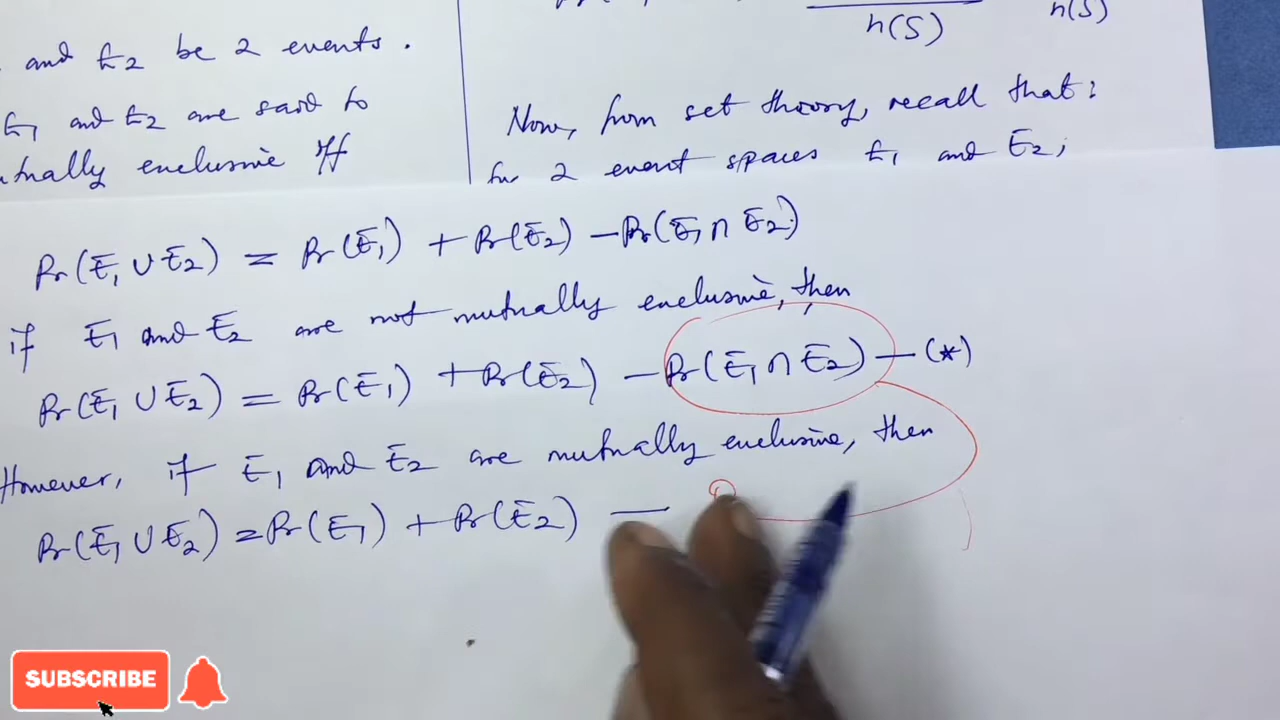 n(S)
n(S)
and E2 be 2 events.
E1 and E2 are said to
mutually exclusive iff
Now, from set theory, recall that:
for 2 event spaces E1 and E2;
Pr(E1 ∪ E2) = Pr(E1) + Pr(E2) - Pr(E1 ∩ E2)
if E1 and E2 are not mutually exclusive, then
Pr(E1 ∪ E2) = Pr(E1) + Pr(E2) - Pr(E1 ∩ E2) — (*)
However, if E1 and E2 are mutually exclusive, then
Pr(E1 ∪ E2) = Pr(E1) + Pr(E2) —
SUBSCRIBE